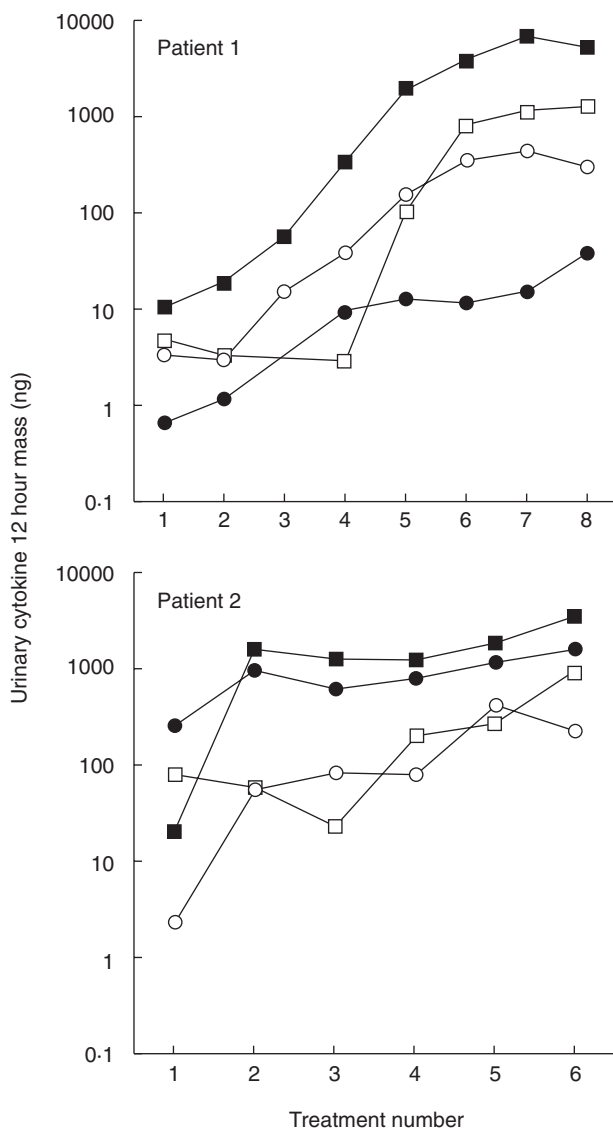 Urinary cytokine 12 hour mass (ng)
Patient 1
10000
1000
100
10
1
0·1
1 2 3 4 5 6 7 8
Patient 2
10000
1000
100
10
1
0·1
1 2 3 4 5 6
Treatment number